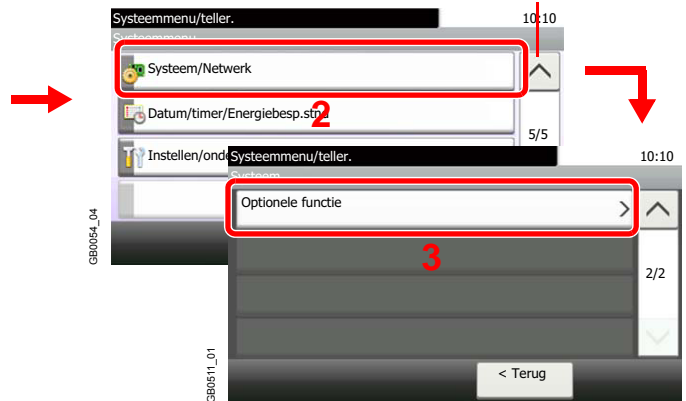 Systeemmenu/teller.
10:10
Systeemmenu
Systeem/Netwerk
2
Datum/timer/Energiebesp.stnd
5/5
Instellen/onde
GB0054_04
Systeemmenu/teller.
10:10
Systeem
Optionele functie
3
2/2
< Terug
GB0511_01